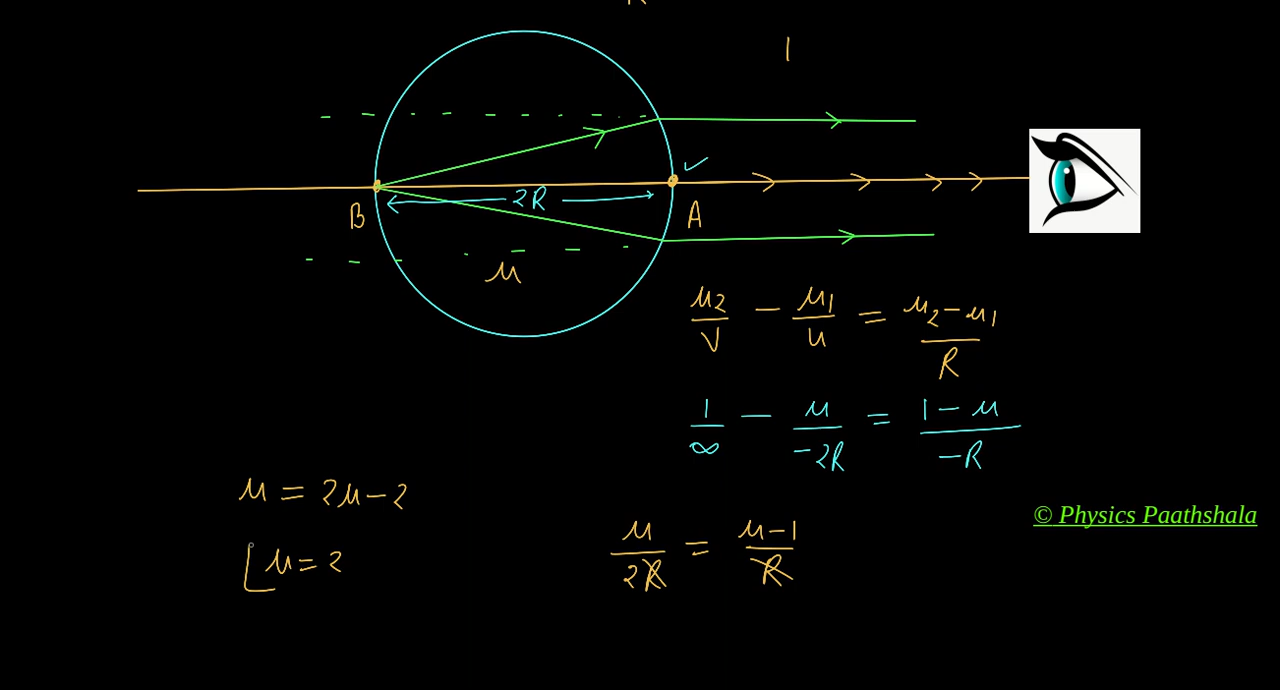 1
2R
B
A
μ
μ2/v - μ1/u = μ2-μ1/R
1/∞ - μ/-2R = 1-μ/-R
μ = 2μ-2
© Physics Paathshala
μ/2R = μ-1/R
μ=2